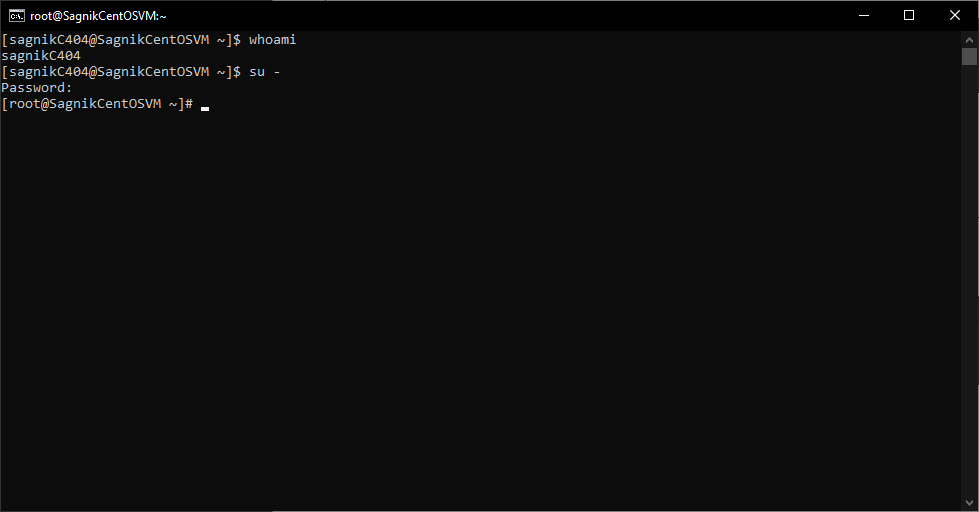 root@SagnikCentOSVM:~
[sagnikC404@SagnikCentOSVM ~]$ whoami
sagnikC404
[sagnikC404@SagnikCentOSVM ~]$ su -
Password:
[root@SagnikCentOSVM ~]#